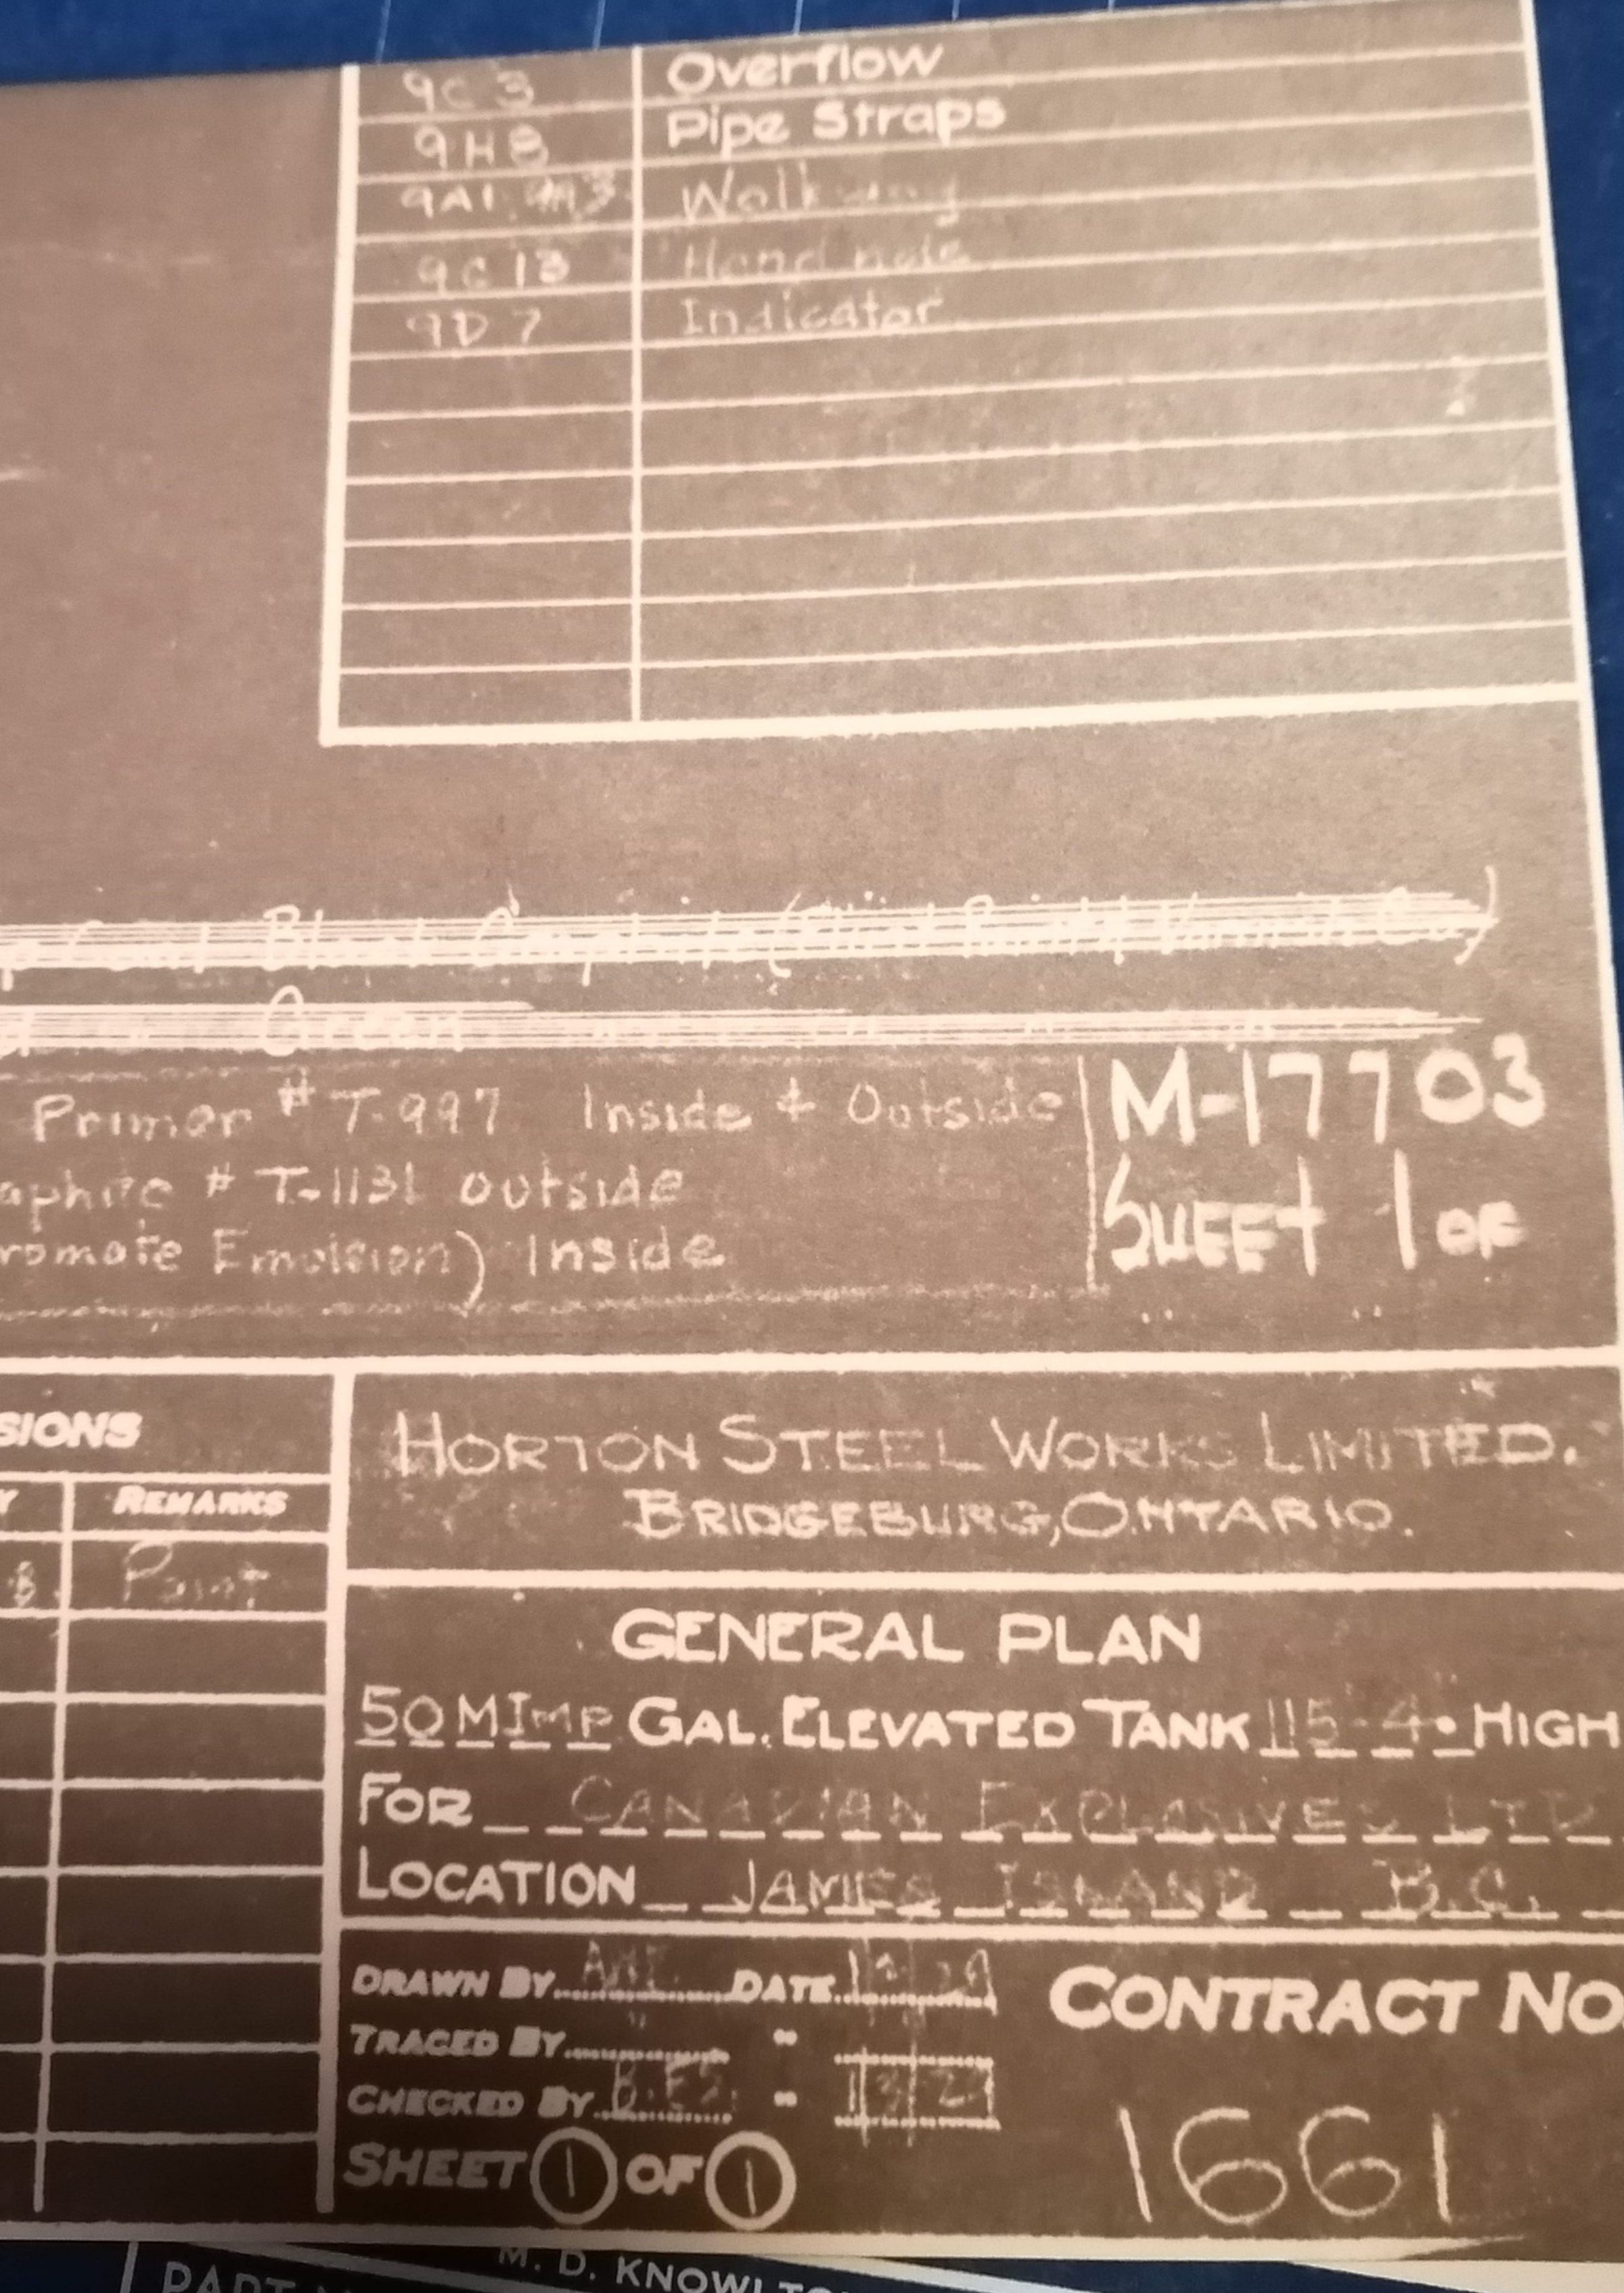 9C3 Overflow
9H8 Pipe Straps
9A1 Walkway
9C13 Hand hole
9D7 Indicator
Green
Primer # T-997 Inside & Outside
aphite # T-1131 outside
romate Emulsion) Inside
M-17703
SHEET 1 OF
SIONS
Y REMARKS
B. Paint
HORTON STEEL WORKS LIMITED.
BRIDGEBURG, ONTARIO.
GENERAL PLAN
50 M IMP GAL. ELEVATED TANK 115-4" HIGH
FOR CANADIAN EXPLOSIVES LTD
LOCATION JAMES ISLAND B.C.
DRAWN BY DATE
TRACED BY "
CHECKED BY "
SHEET 1 OF 1
CONTRACT NO
1661
M. D. KNOWLTO